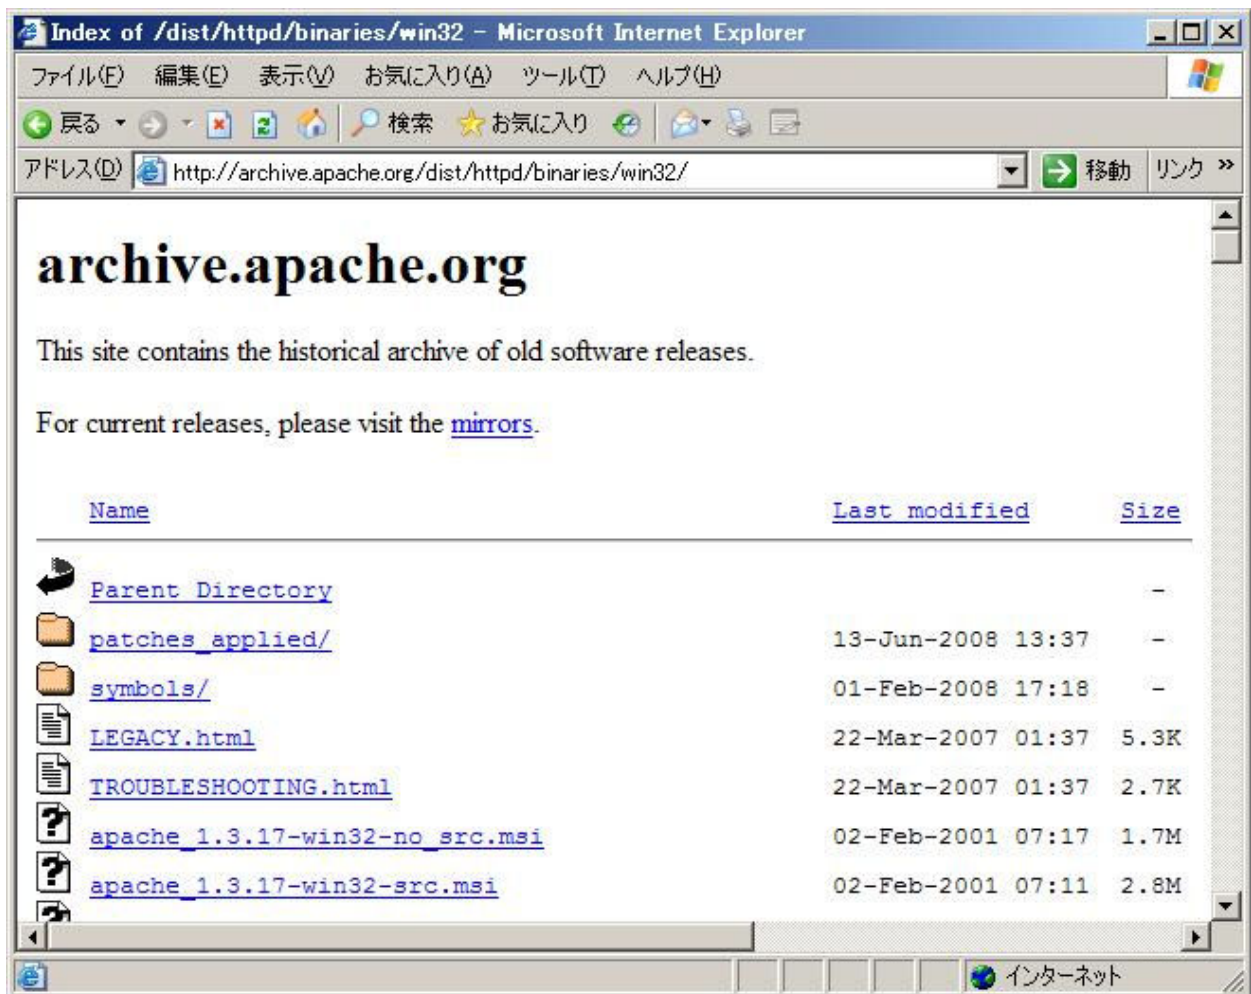 Index of /dist/httpd/binaries/win32 - Microsoft Internet Explorer
ファイル(F) 編集(E) 表示(V) お気に入り(A) ツール(T) ヘルプ(H)
戻る 検索 お気に入り
アドレス(D) http://archive.apache.org/dist/httpd/binaries/win32/ 移動 リンク »
archive.apache.org
This site contains the historical archive of old software releases.
For current releases, please visit the mirrors.
Name Last modified Size
Parent Directory -
patches_applied/ 13-Jun-2008 13:37 -
symbols/ 01-Feb-2008 17:18 -
LEGACY.html 22-Mar-2007 01:37 5.3K
TROUBLESHOOTING.html 22-Mar-2007 01:37 2.7K
apache_1.3.17-win32-no_src.msi 02-Feb-2001 07:17 1.7M
apache_1.3.17-win32-src.msi 02-Feb-2001 07:11 2.8M
インターネット